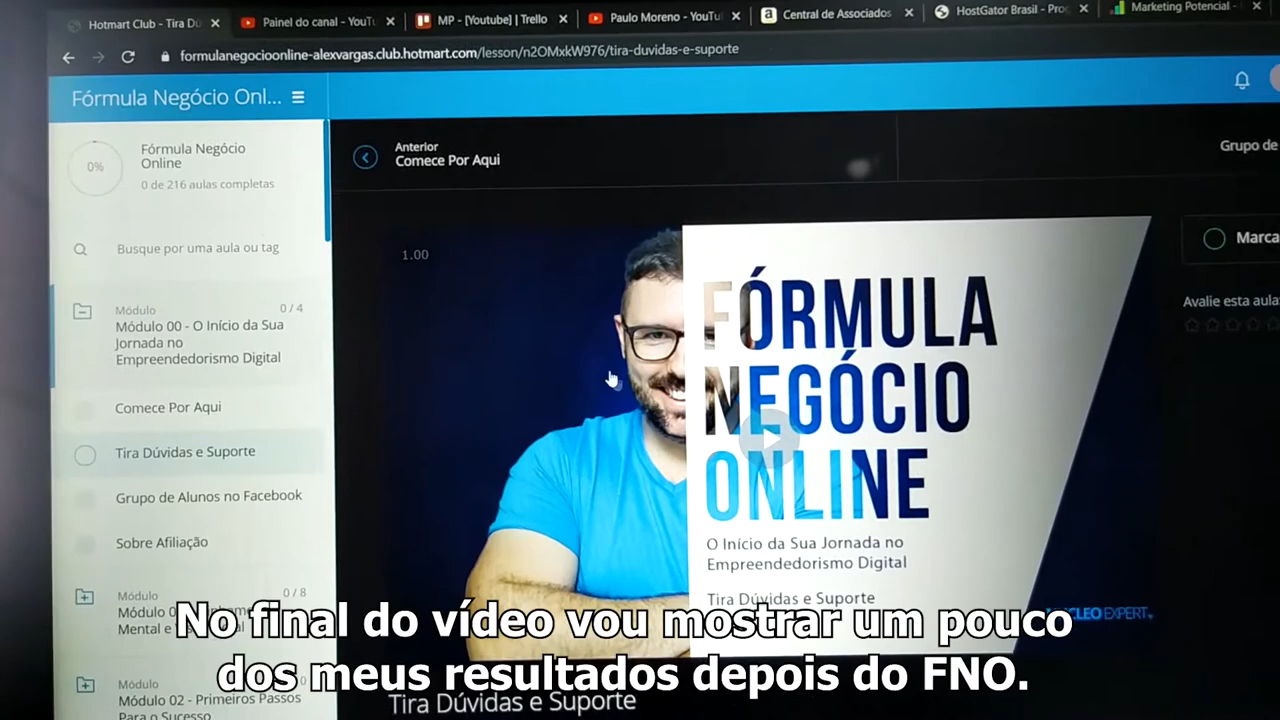 Hotmart Club - Tira Dú
Painel do canal - YouTu
MP - [Youtube] | Trello
Paulo Moreno - YouTu
Central de Associados
HostGator Brasil - Pro
Marketing Potencial -
formulanegocioonline-alexvargas.club.hotmart.com/lesson/n2OMxkW976/tira-duvidas-e-suporte
Fórmula Negócio Onl...
0%
Fórmula Negócio
Online
0 de 216 aulas completas
Busque por uma aula ou tag
Módulo 0 / 4
Módulo 00 - O Início da Sua
Jornada no
Empreendedorismo Digital
Comece Por Aqui
Tira Dúvidas e Suporte
Grupo de Alunos no Facebook
Sobre Afiliação
Módulo 0 / 8
Mental e
Módulo
Módulo 02 - Primeiros Passos
Para o Sucesso
Anterior
Comece Por Aqui
Grupo de
1.00
FÓRMULA
NEGÓCIO
ONLINE
O Início da Sua Jornada no
Empreendedorismo Digital
Tira Dúvidas e Suporte
EXPERT
Marca
Avalie esta aula
Tira Dúvidas e Suporte
No final do vídeo vou mostrar um pouco
dos meus resultados depois do FNO.